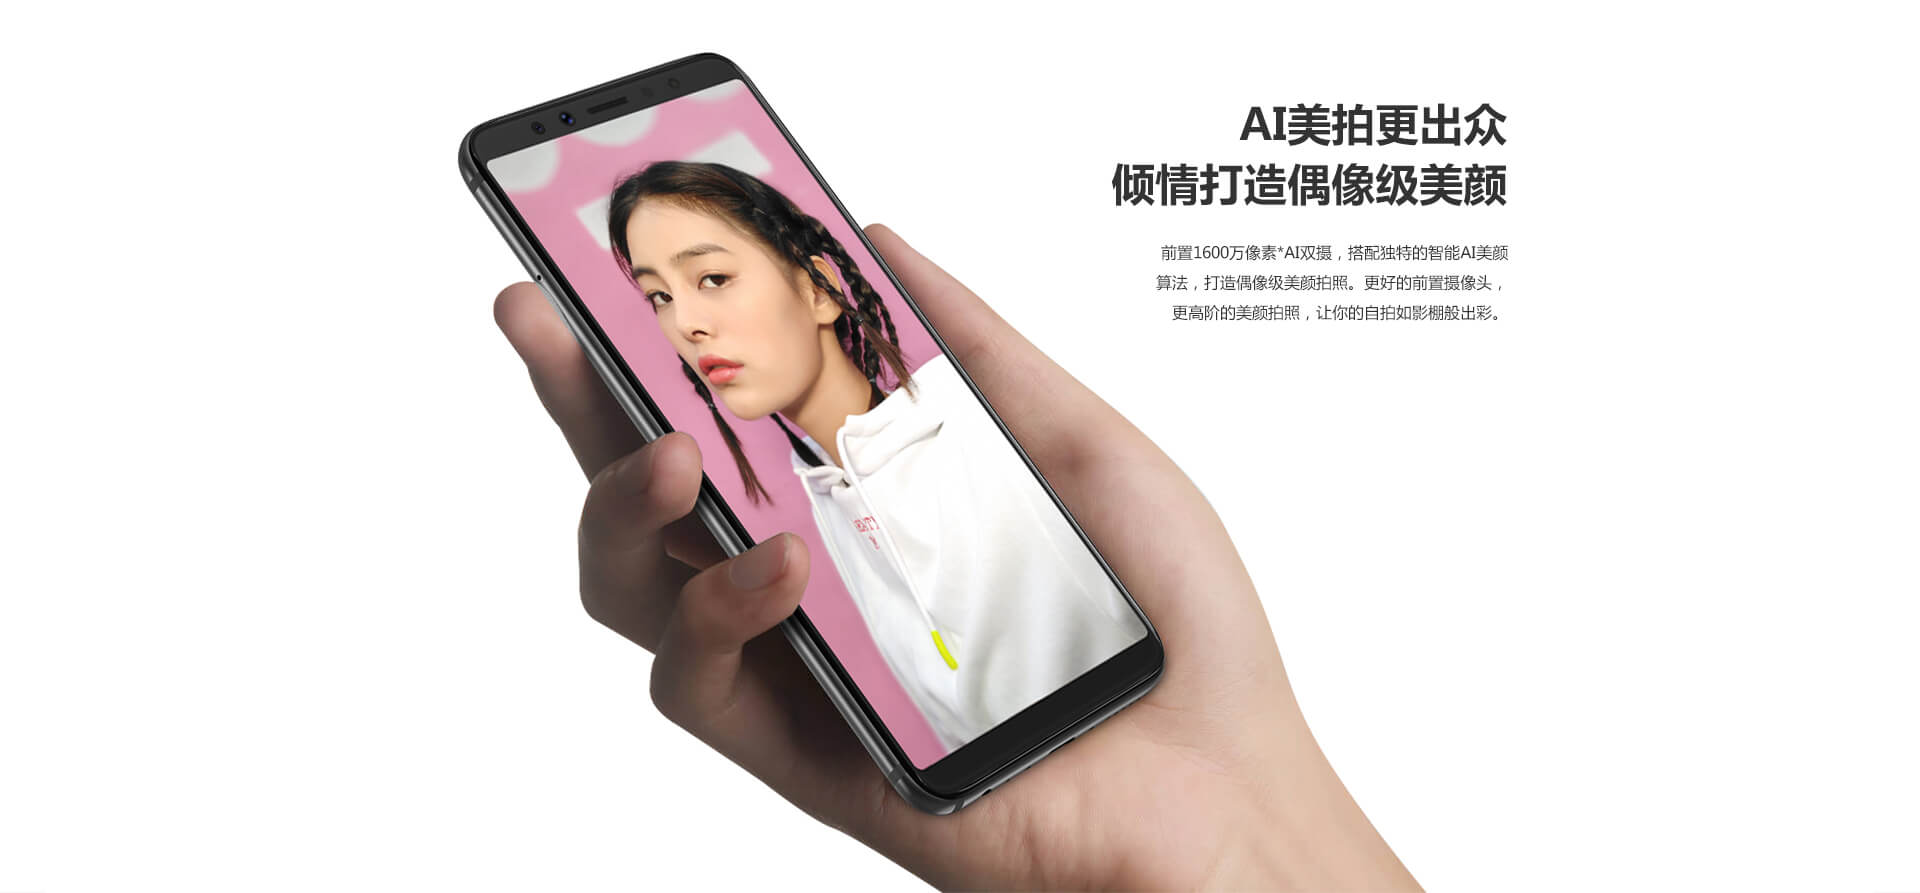 AI美拍更出众
倾情打造偶像级美颜
前置1600万像素*AI双摄，搭配独特的智能AI美颜
算法，打造偶像级美颜拍照。更好的前置摄像头，
更高阶的美颜拍照，让你的自拍如影棚般出彩。